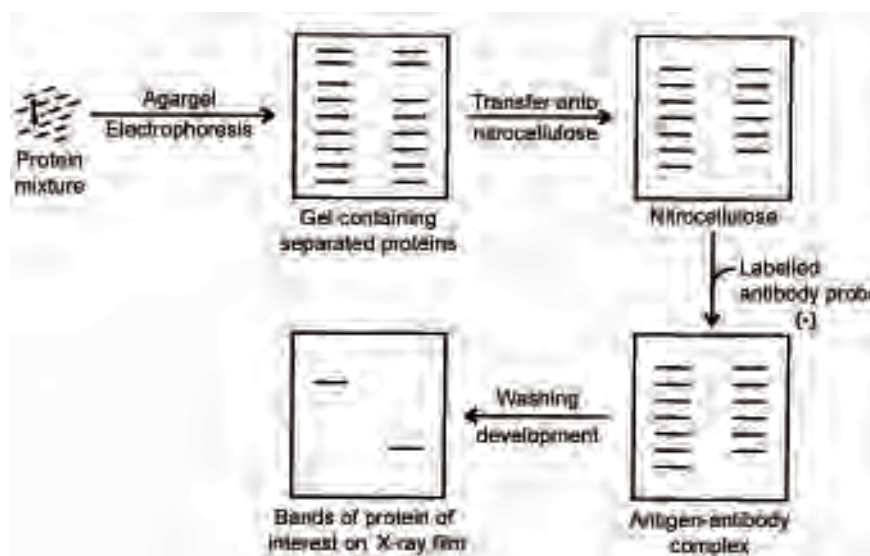 Agargel
Electrophoresis
Protein
mixture
Gel containing
separated proteins
Transfer onto
nitrocellulose
Nitrocellulose
Labelled
antibody probe
(-)
Antigen-antibody
complex
Washing
development
Bands of protein of
interest on X-ray film